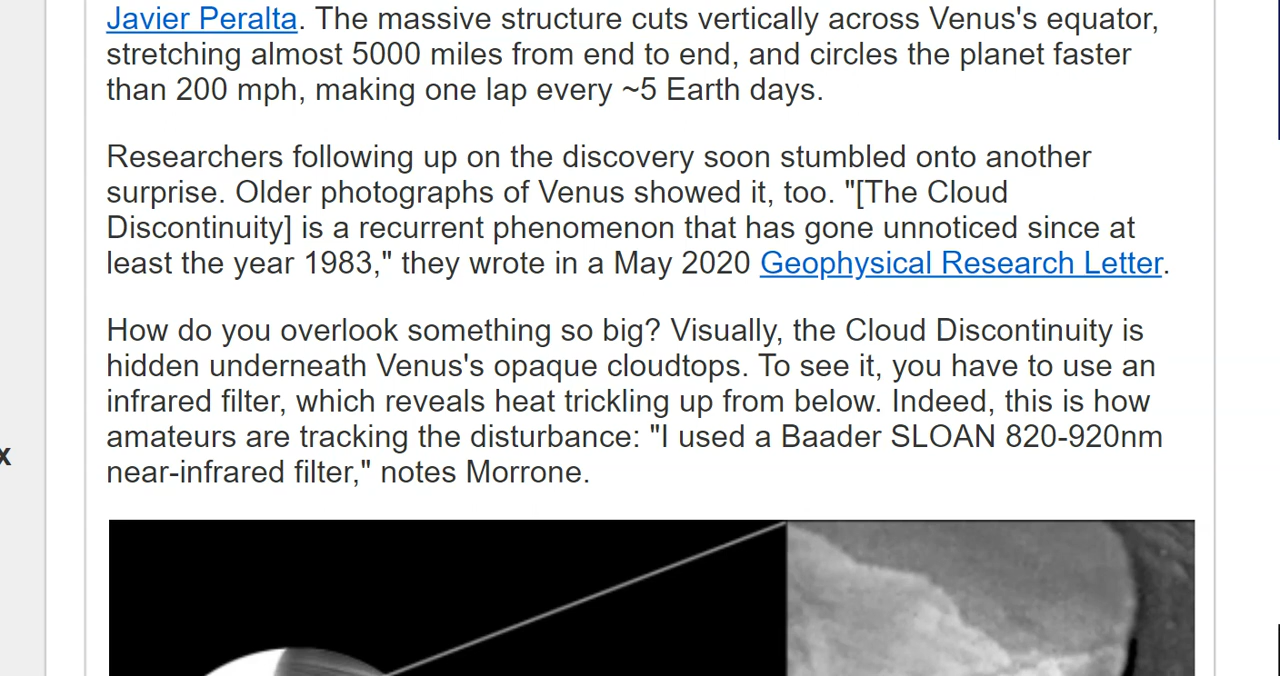 Javier Peralta. The massive structure cuts vertically across Venus's equator,
stretching almost 5000 miles from end to end, and circles the planet faster
than 200 mph, making one lap every ~5 Earth days.
Researchers following up on the discovery soon stumbled onto another
surprise. Older photographs of Venus showed it, too. "[The Cloud
Discontinuity] is a recurrent phenomenon that has gone unnoticed since at
least the year 1983," they wrote in a May 2020 Geophysical Research Letter.
How do you overlook something so big? Visually, the Cloud Discontinuity is
hidden underneath Venus's opaque cloudtops. To see it, you have to use an
infrared filter, which reveals heat trickling up from below. Indeed, this is how
amateurs are tracking the disturbance: "I used a Baader SLOAN 820-920nm
x
near-infrared filter," notes Morrone.